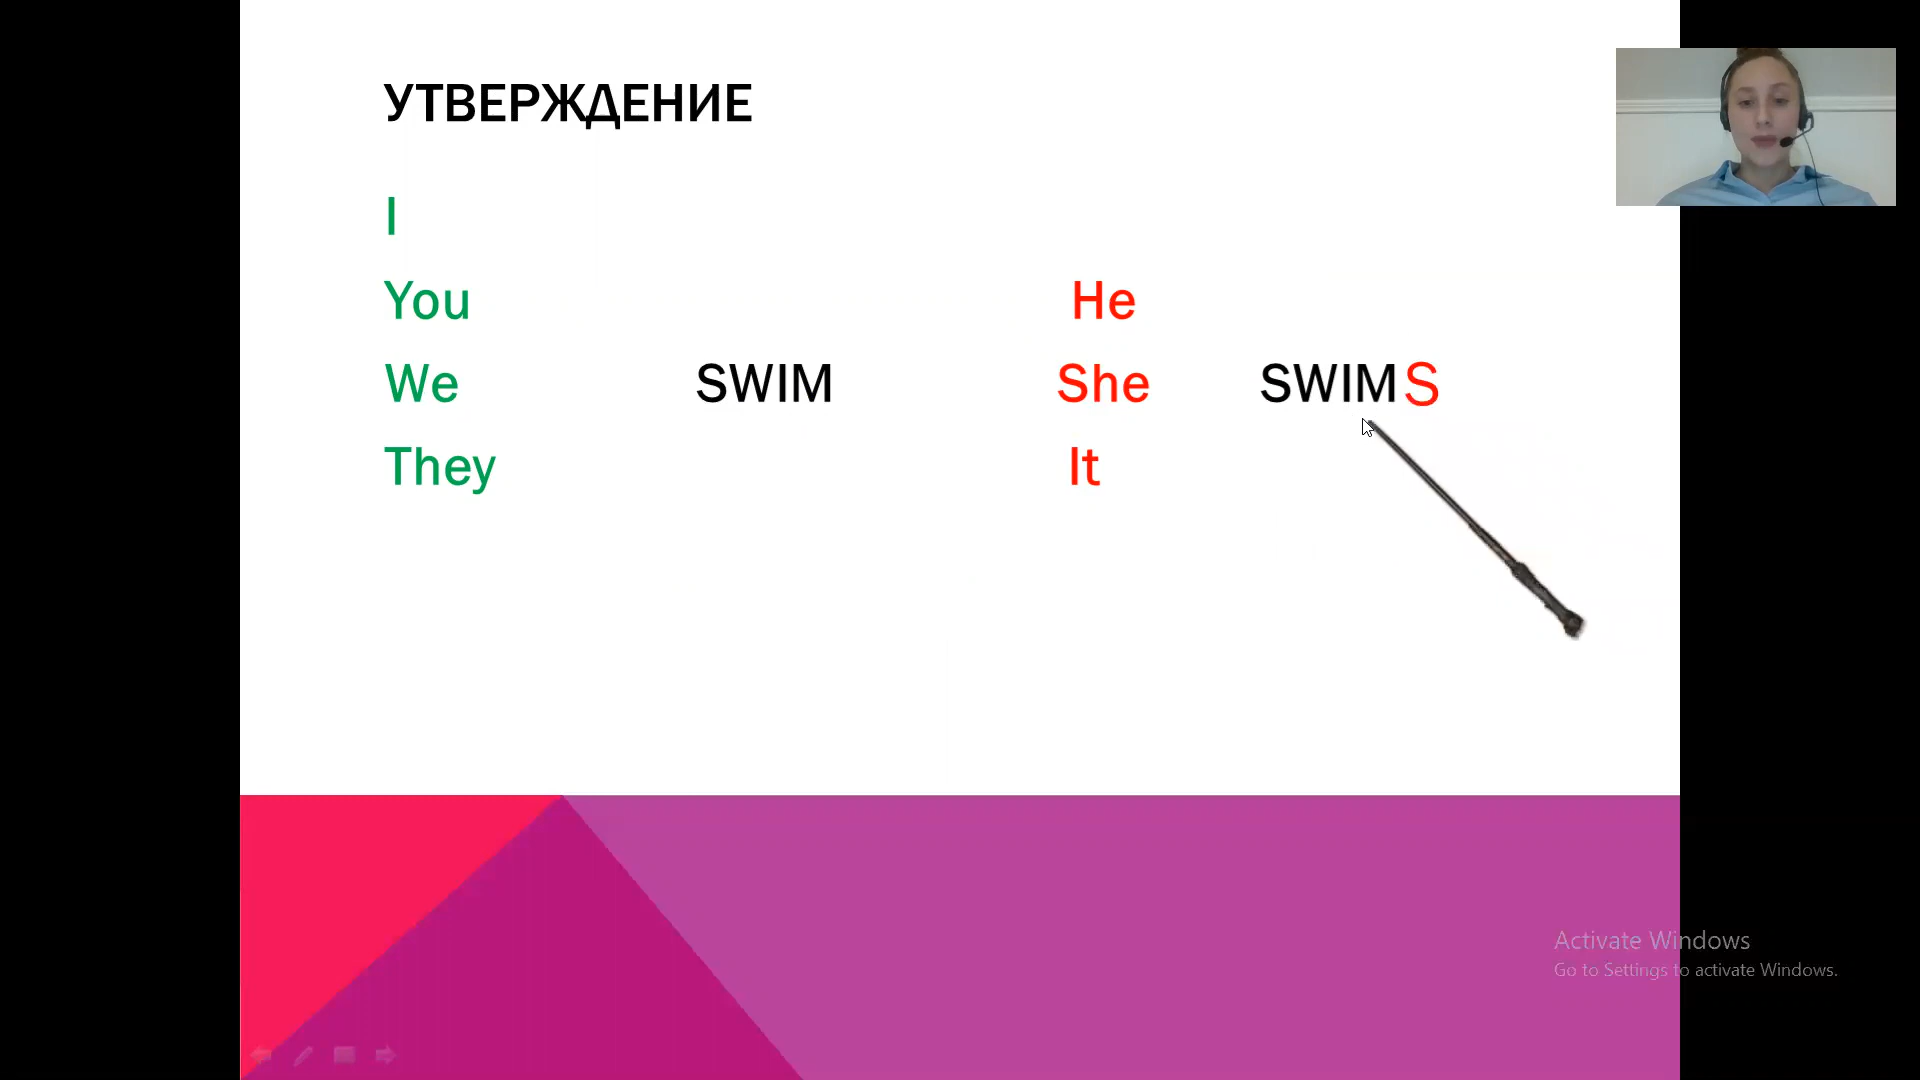 УТВЕРЖДЕНИЕ
I
You
He
We SWIM She SWIMS
They
It
Activate Windows
Go to Settings to activate Windows.